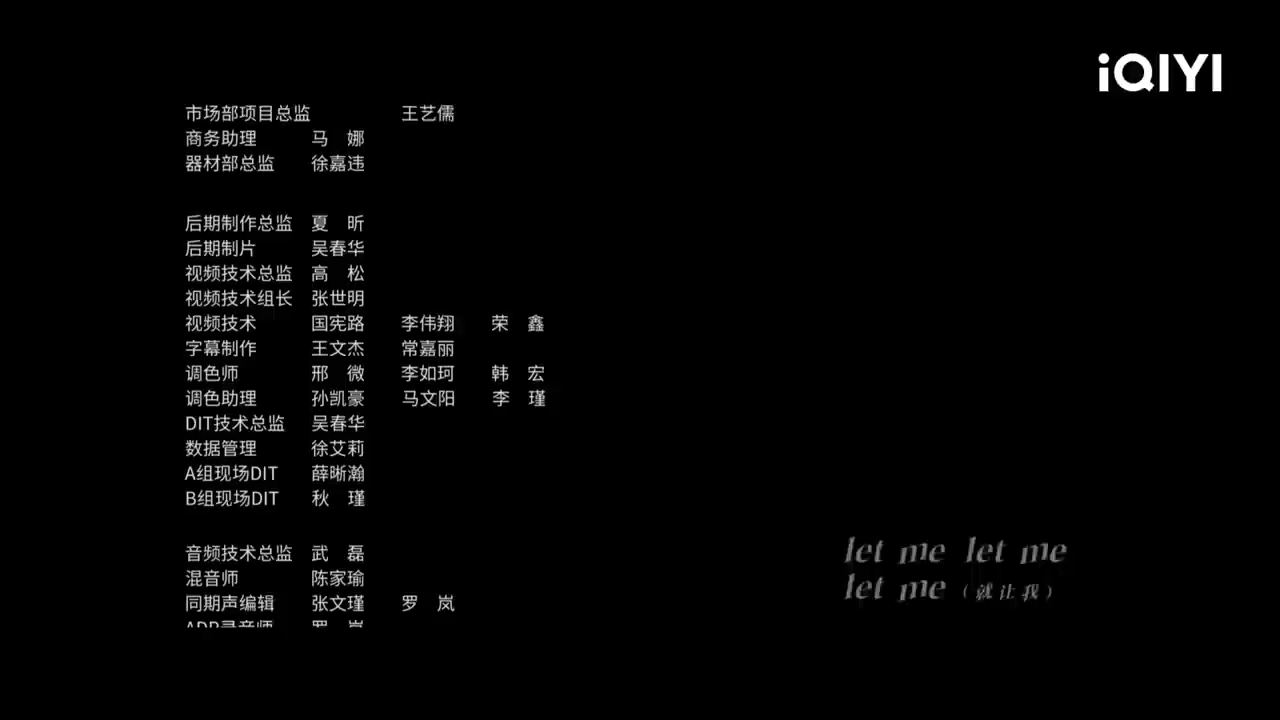 iQIYI
市场部项目总监 王艺儒
商务助理 马 娜
器材部总监 徐嘉违
后期制作总监 夏 昕
后期制片 吴春华
视频技术总监 高 松
视频技术组长 张世明
视频技术 国宪路 李伟翔 荣 鑫
字幕制作 王文杰 常嘉丽
调色师 邢 微 李如珂 韩 宏
调色助理 孙凯豪 马文阳 李 瑾
DIT技术总监 吴春华
数据管理 徐艾莉
A组现场DIT 薛晰瀚
B组现场DIT 秋 瑾
音频技术总监 武 磊
混音师 陈家瑜
同期声编辑 张文瑾 罗 岚
ADR录音师 罗 岚
let me let me
let me（就让我）